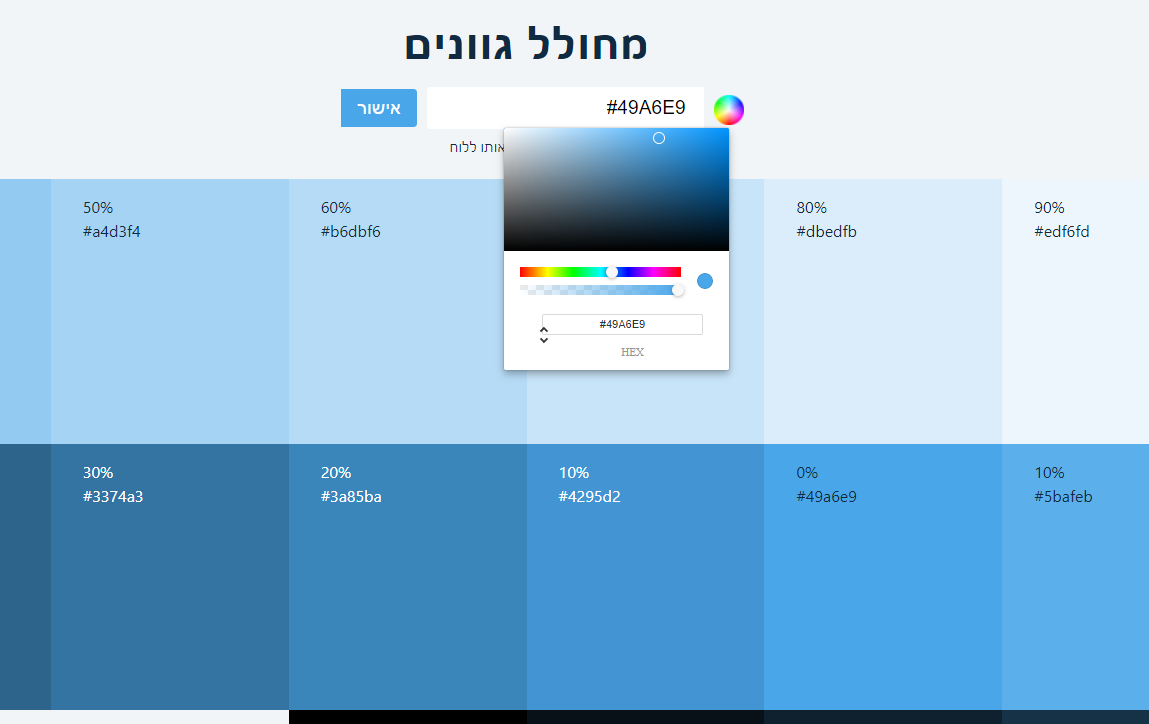 מחולל גוונים
#49A6E9
אישור
אותו ללוח
#49A6E9
HEX
90%
#edf6fd
80%
#dbedfb
60%
#b6dbf6
50%
#a4d3f4
10%
#5bafeb
0%
#49a6e9
10%
#4295d2
20%
#3a85ba
30%
#3374a3